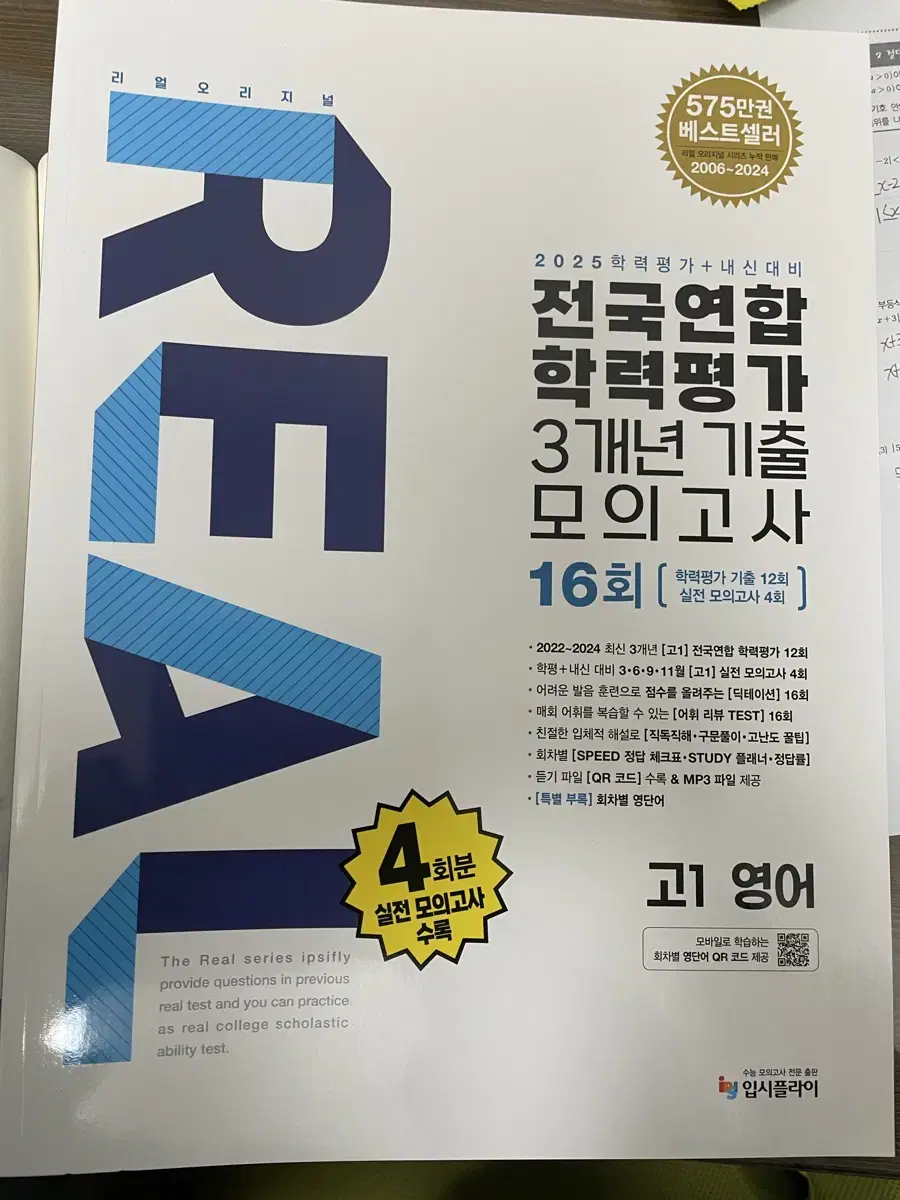 리얼 오리지널
REAL
575만권
베스트셀러
리얼 오리지널 시리즈 누적 판매
2006~2024
2025 학력평가+내신대비
전국연합
학력평가
3개년 기출
모의고사
16회 [학력평가 기출 12회
실전 모의고사 4회]
• 2022~2024 최신 3개년 [고1] 전국연합 학력평가 12회
• 학평+내신 대비 3•6•9•11월 [고1] 실전 모의고사 4회
• 어려운 발음 훈련으로 점수를 올려주는 [딕테이션] 16회
• 매회 어휘를 복습할 수 있는 [어휘 리뷰 TEST] 16회
• 친절한 입체적 해설로 [직독직해•구문풀이•고난도 꿀팁]
• 회차별 [SPEED 정답 체크표•STUDY 플래너•정답률]
• 듣기 파일 [QR 코드] 수록 & MP3 파일 제공
• [특별 부록] 회차별 영단어
4회분
실전 모의고사
수록
고1 영어
모바일로 학습하는
회차별 영단어 QR 코드 제공
The Real series ipsifly
provide questions in previous
real test and you can practice
as real college scholastic
ability test.
수능 모의고사 전문 출판
입시플라이